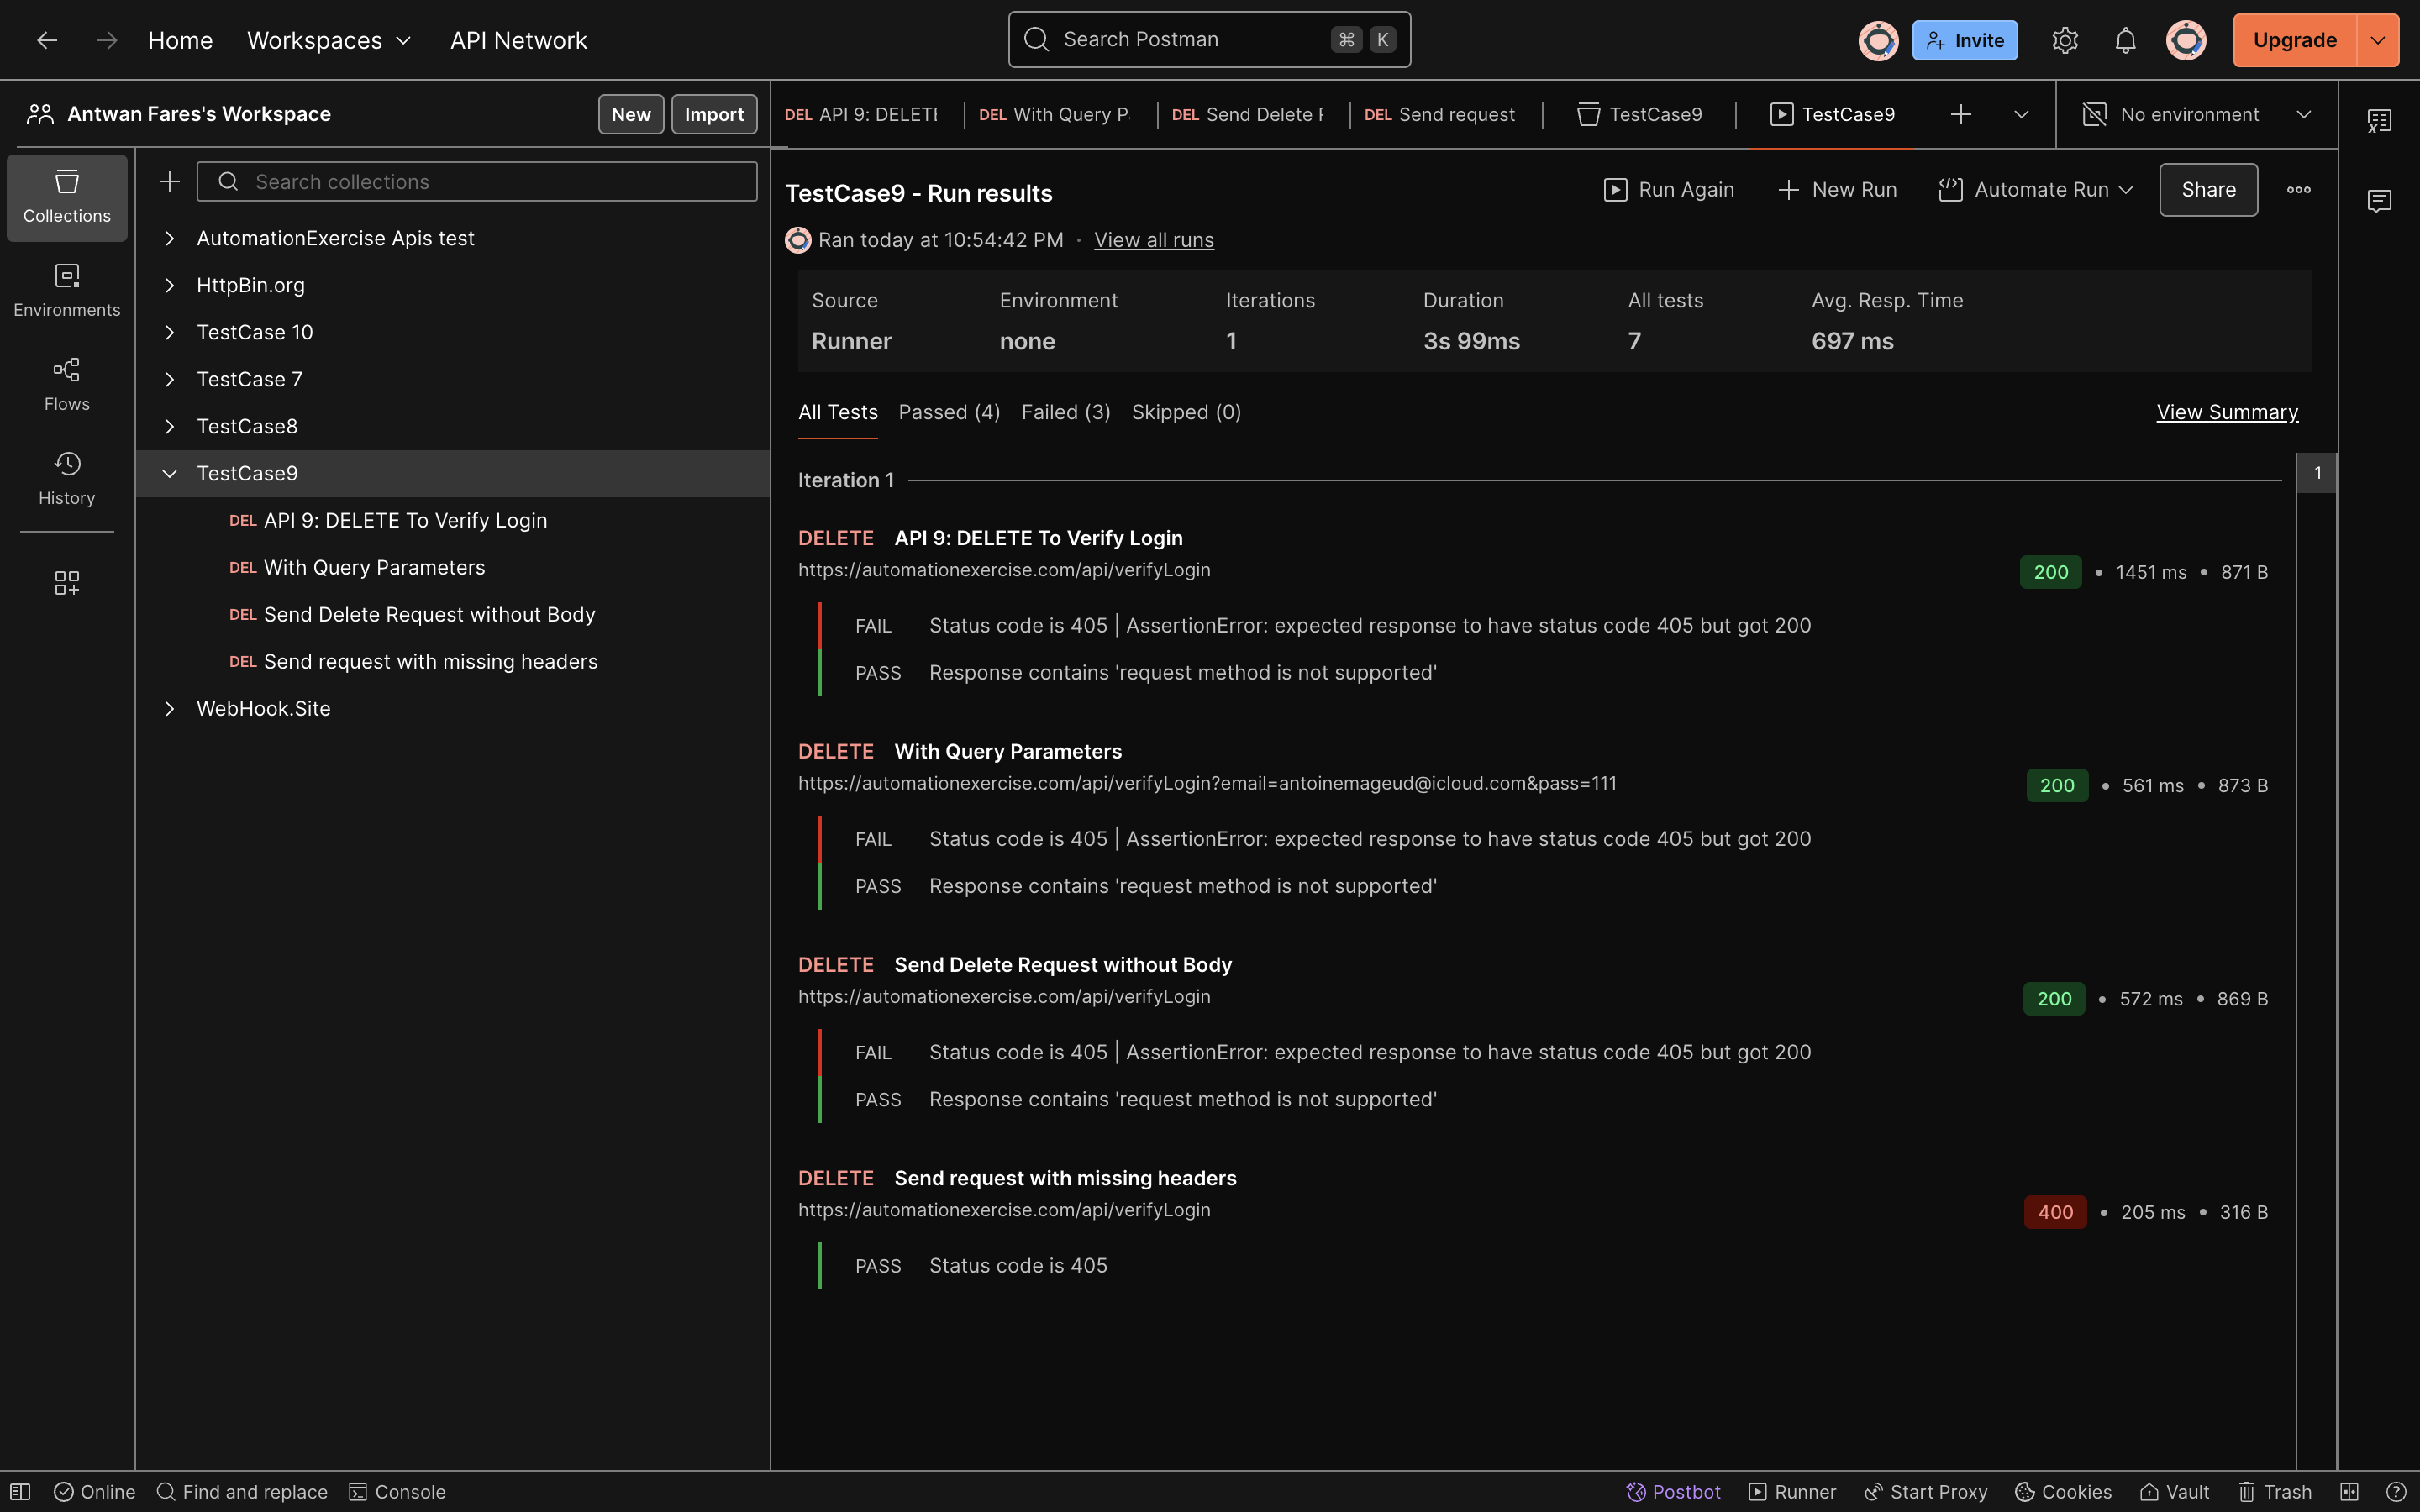 Home Workspaces API Network Search Postman ⌘ K Invite Upgrade
Antwan Fares's Workspace New Import
DEL API 9: DELETE DEL With Query P DEL Send Delete DEL Send request TestCase9 TestCase9 No environment
Collections
Environments
Flows
History
Search collections
AutomationExercise Apis test
HttpBin.org
TestCase 10
TestCase 7
TestCase8
TestCase9
DEL API 9: DELETE To Verify Login
DEL With Query Parameters
DEL Send Delete Request without Body
DEL Send request with missing headers
WebHook.Site
TestCase9 - Run results Run Again New Run Automate Run Share
Ran today at 10:54:42 PM · View all runs
Source Environment Iterations Duration All tests Avg. Resp. Time
Runner none 1 3s 99ms 7 697 ms
All Tests Passed (4) Failed (3) Skipped (0) View Summary
Iteration 1 1
DELETE API 9: DELETE To Verify Login
https://automationexercise.com/api/verifyLogin 200 • 1451 ms • 871 B
FAIL Status code is 405 | AssertionError: expected response to have status code 405 but got 200
PASS Response contains 'request method is not supported'
DELETE With Query Parameters
https://automationexercise.com/api/verifyLogin?email=antoinemageud@icloud.com&pass=111 200 • 561 ms • 873 B
FAIL Status code is 405 | AssertionError: expected response to have status code 405 but got 200
PASS Response contains 'request method is not supported'
DELETE Send Delete Request without Body
https://automationexercise.com/api/verifyLogin 200 • 572 ms • 869 B
FAIL Status code is 405 | AssertionError: expected response to have status code 405 but got 200
PASS Response contains 'request method is not supported'
DELETE Send request with missing headers
https://automationexercise.com/api/verifyLogin 400 • 205 ms • 316 B
PASS Status code is 405
Online Find and replace Console Postbot Runner Start Proxy Cookies Vault Trash